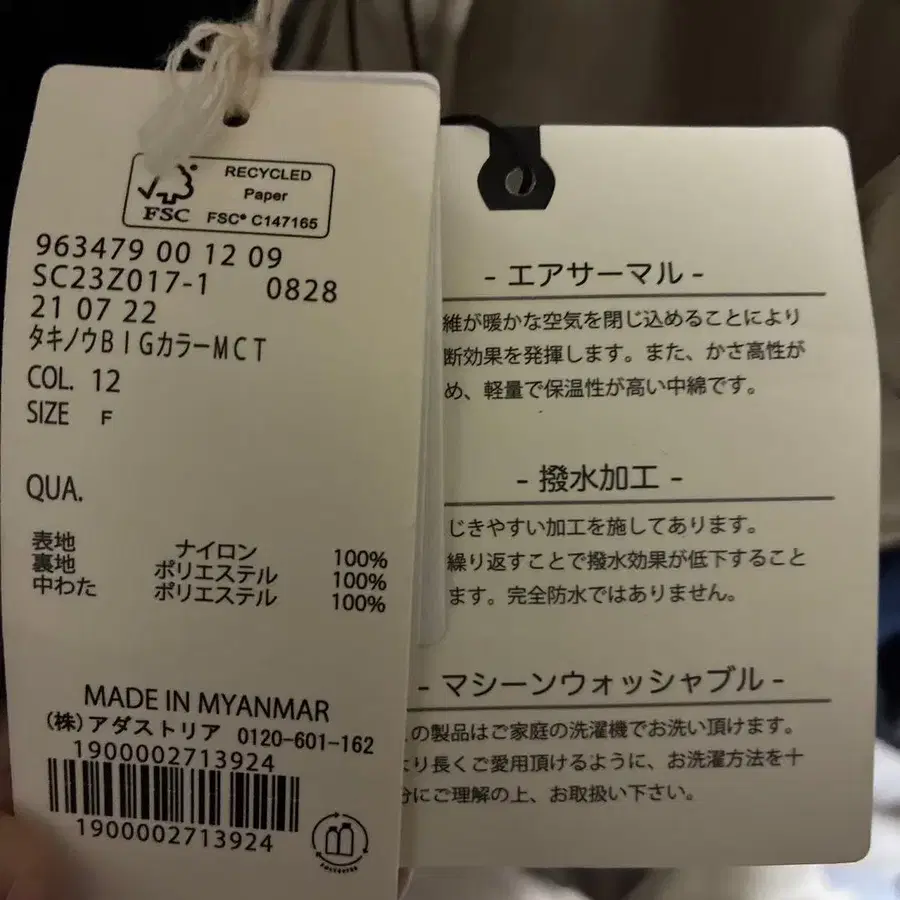 RECYCLED
Paper
FSC
FSC® C147165
963479 00 12 09
SC23Z017-1 0828
21 07 22
タキノウBIGカラーMCT
COL. 12
SIZE F
QUA.
表地 ナイロン 100%
裏地 ポリエステル 100%
中わた ポリエステル 100%
MADE IN MYANMAR
(株)アダストリア 0120-601-162
1900002713924
1900002713924
- エアサーマル -
維が暖かな空気を閉じ込めることにより
断効果を発揮します。また、かさ高性が
め、軽量で保温性が高い中綿です。
- 撥水加工 -
じきやすい加工を施してあります。
繰り返すことで撥水効果が低下すること
ます。完全防水ではありません。
- マシーンウォッシャブル -
の製品はご家庭の洗濯機でお洗い頂けます。
より長くご愛用頂けるように、お洗濯方法を十
分にご理解の上、お取扱い下さい。